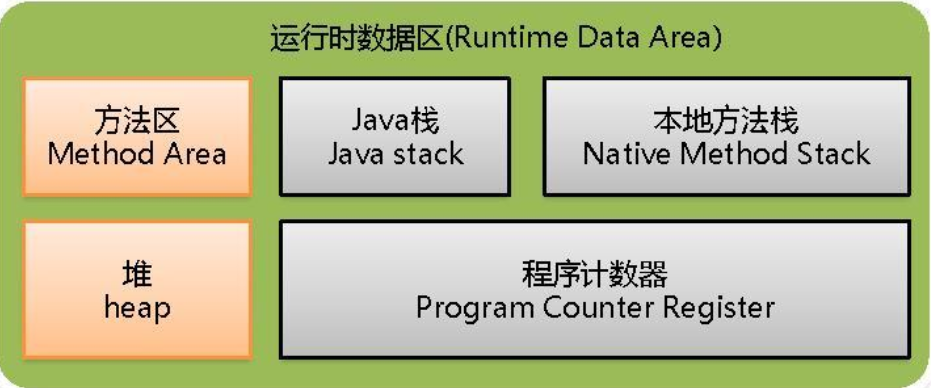 运行时数据区(Runtime Data Area)
方法区
Method Area
Java栈
Java stack
本地方法栈
Native Method Stack
堆
heap
程序计数器
Program Counter Register